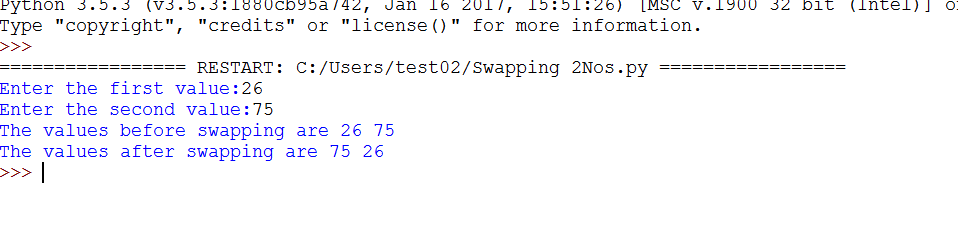 Python 3.5.3 (v3.5.3:1880cb95a742, Jan 16 2017, 15:51:26) [MSC v.1900 32 bit (Intel)]
Type "copyright", "credits" or "license()" for more information.
>>>
================= RESTART: C:/Users/test02/Swapping 2Nos.py =================
Enter the first value:26
Enter the second value:75
The values before swapping are 26 75
The values after swapping are 75 26
>>>